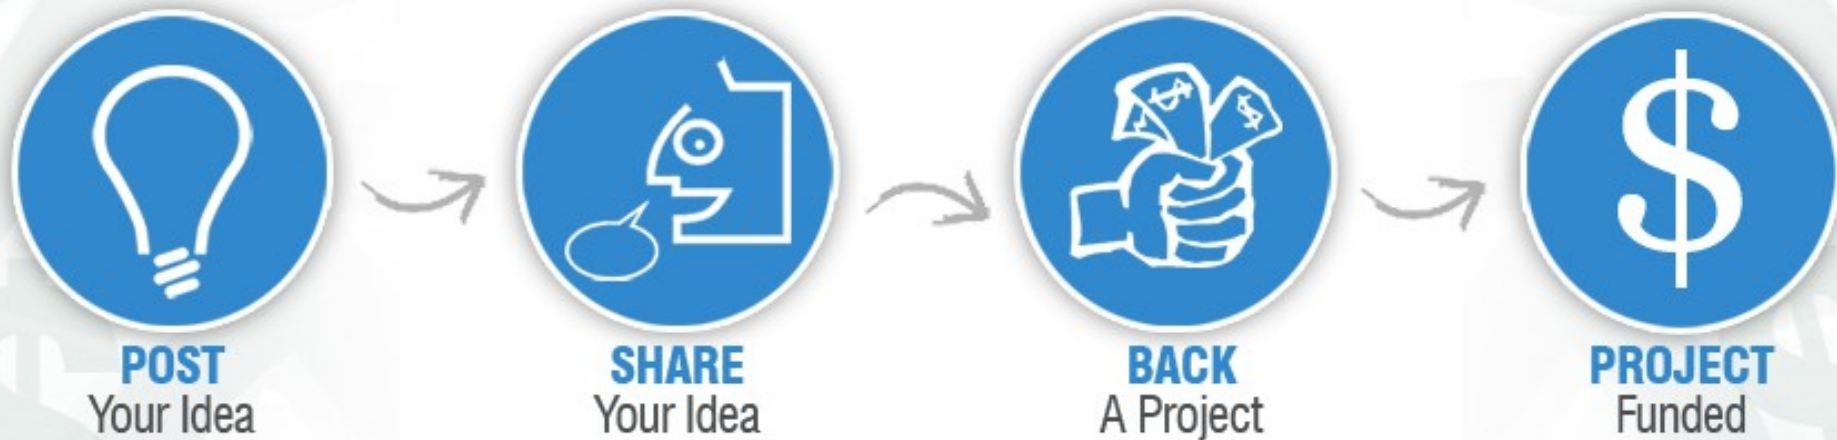 POST
Your Idea
SHARE
Your Idea
BACK
A Project
PROJECT
Funded